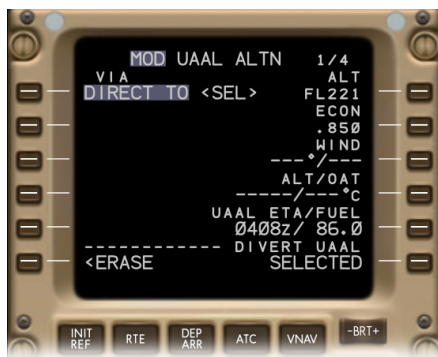 MOD UAAL ALTN 1/4
VIA ALT
DIRECT TO <SEL> FL221
ECON
.850
WIND
---°/---
ALT/OAT
-----/---°C
UAAL ETA/FUEL
0408z/ 86.0
------------ DIVERT UAAL
<ERASE SELECTED
INIT REF RTE DEP ARR ATC VNAV -BRT+